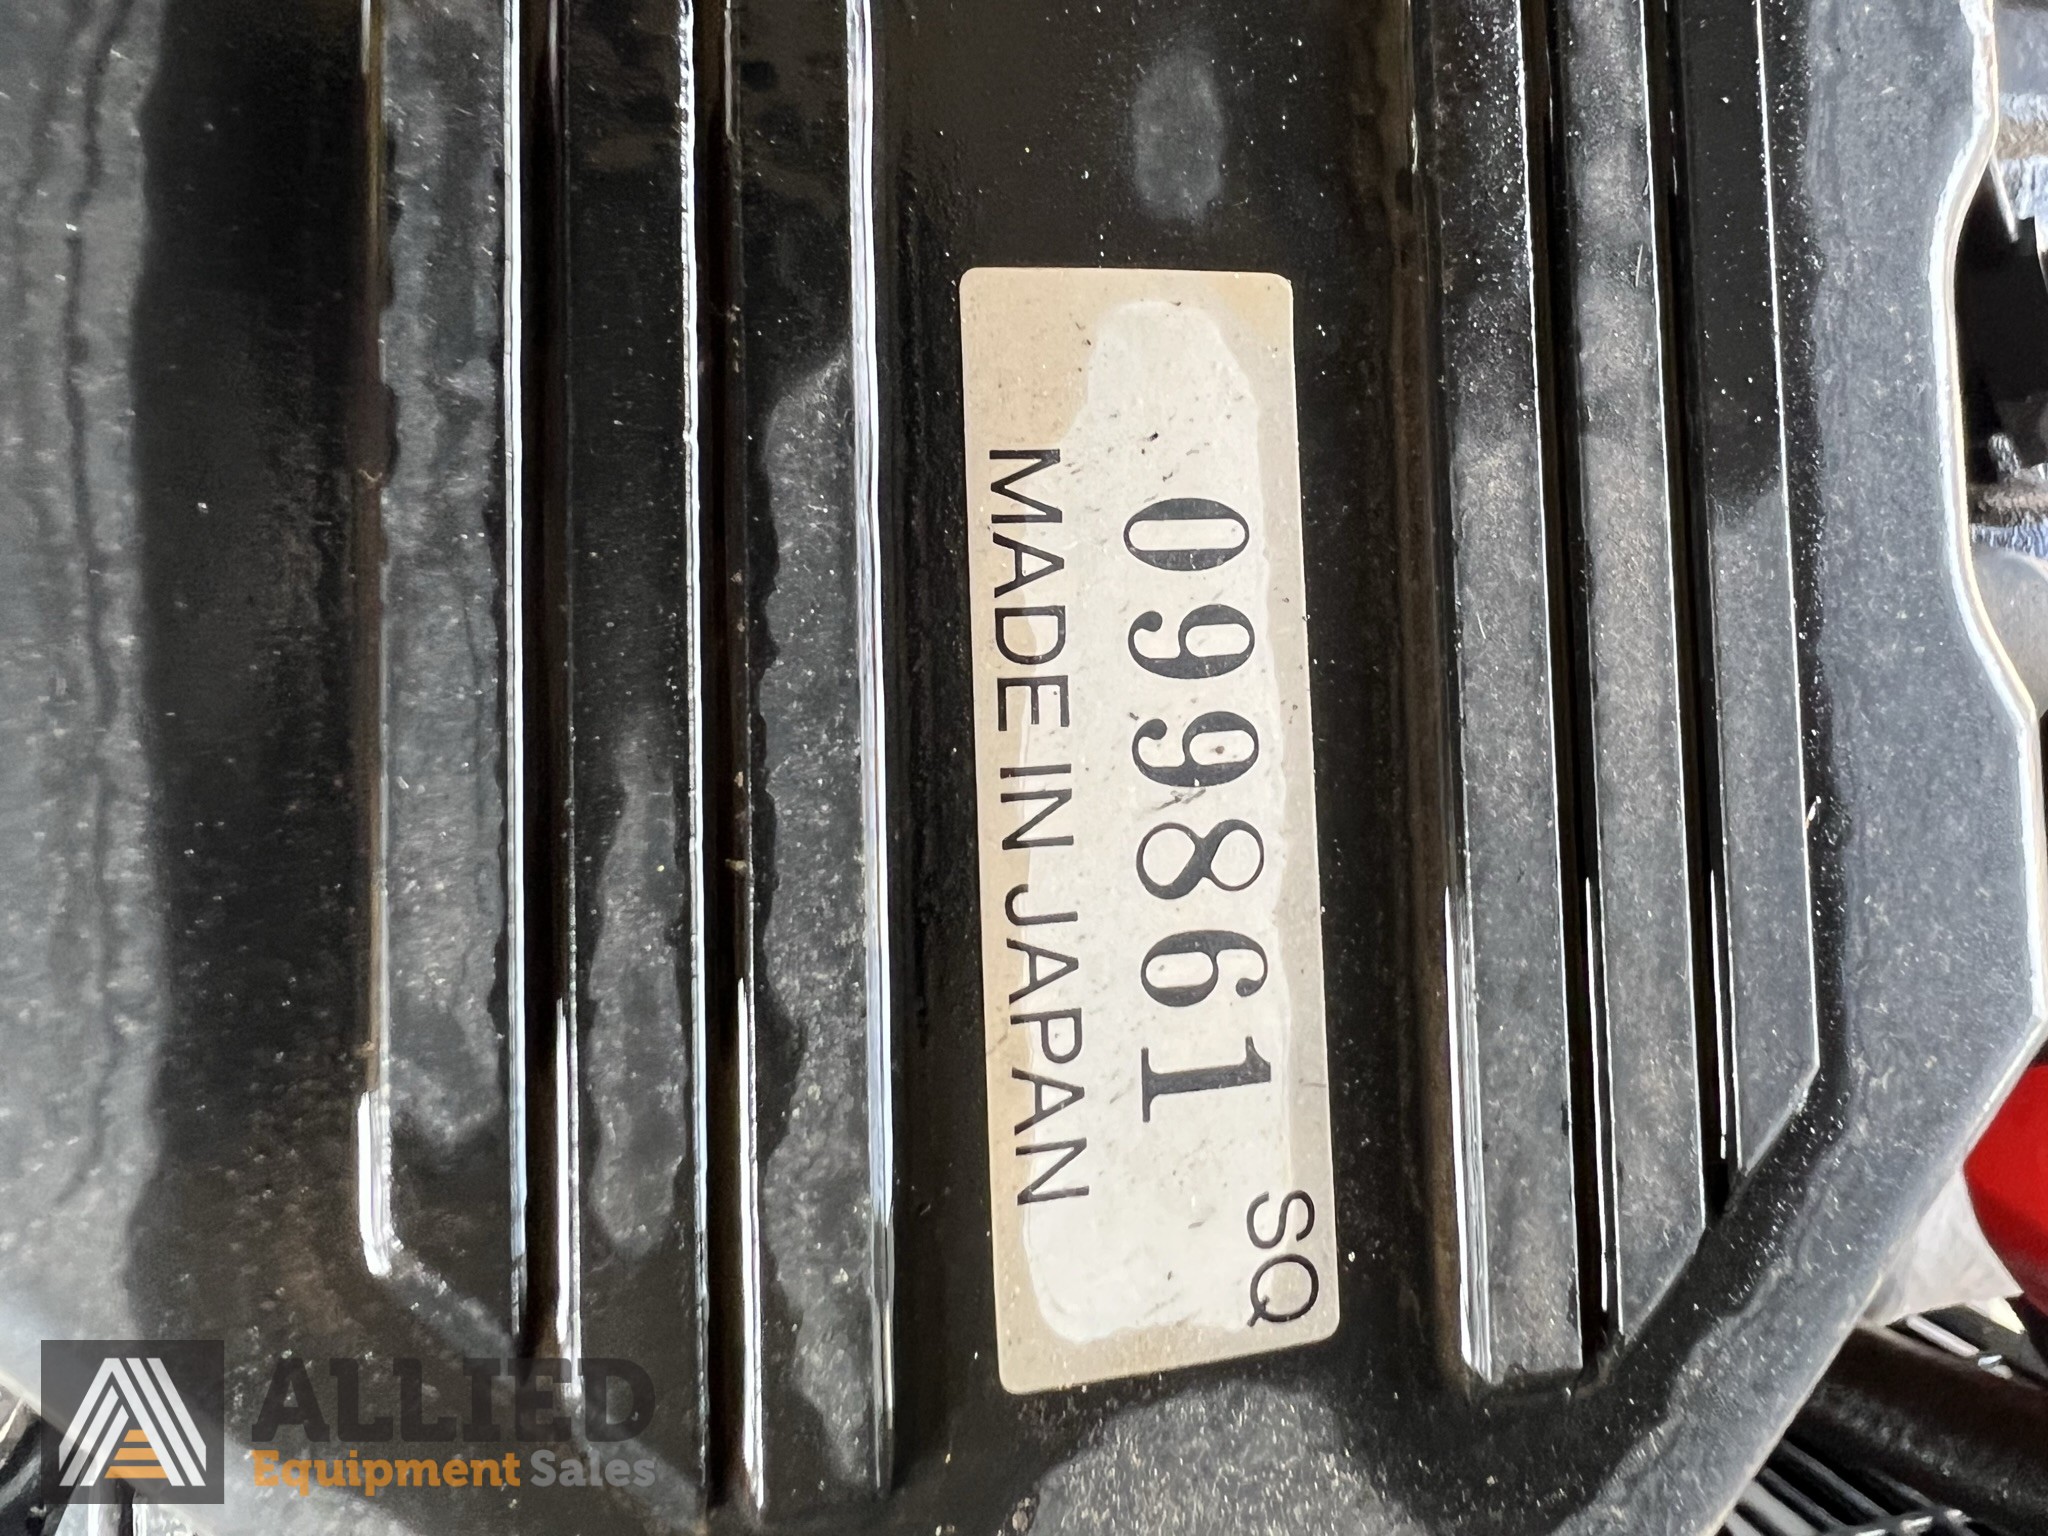 SQ
099861
MADE IN JAPAN
ALLIED
Equipment Sales